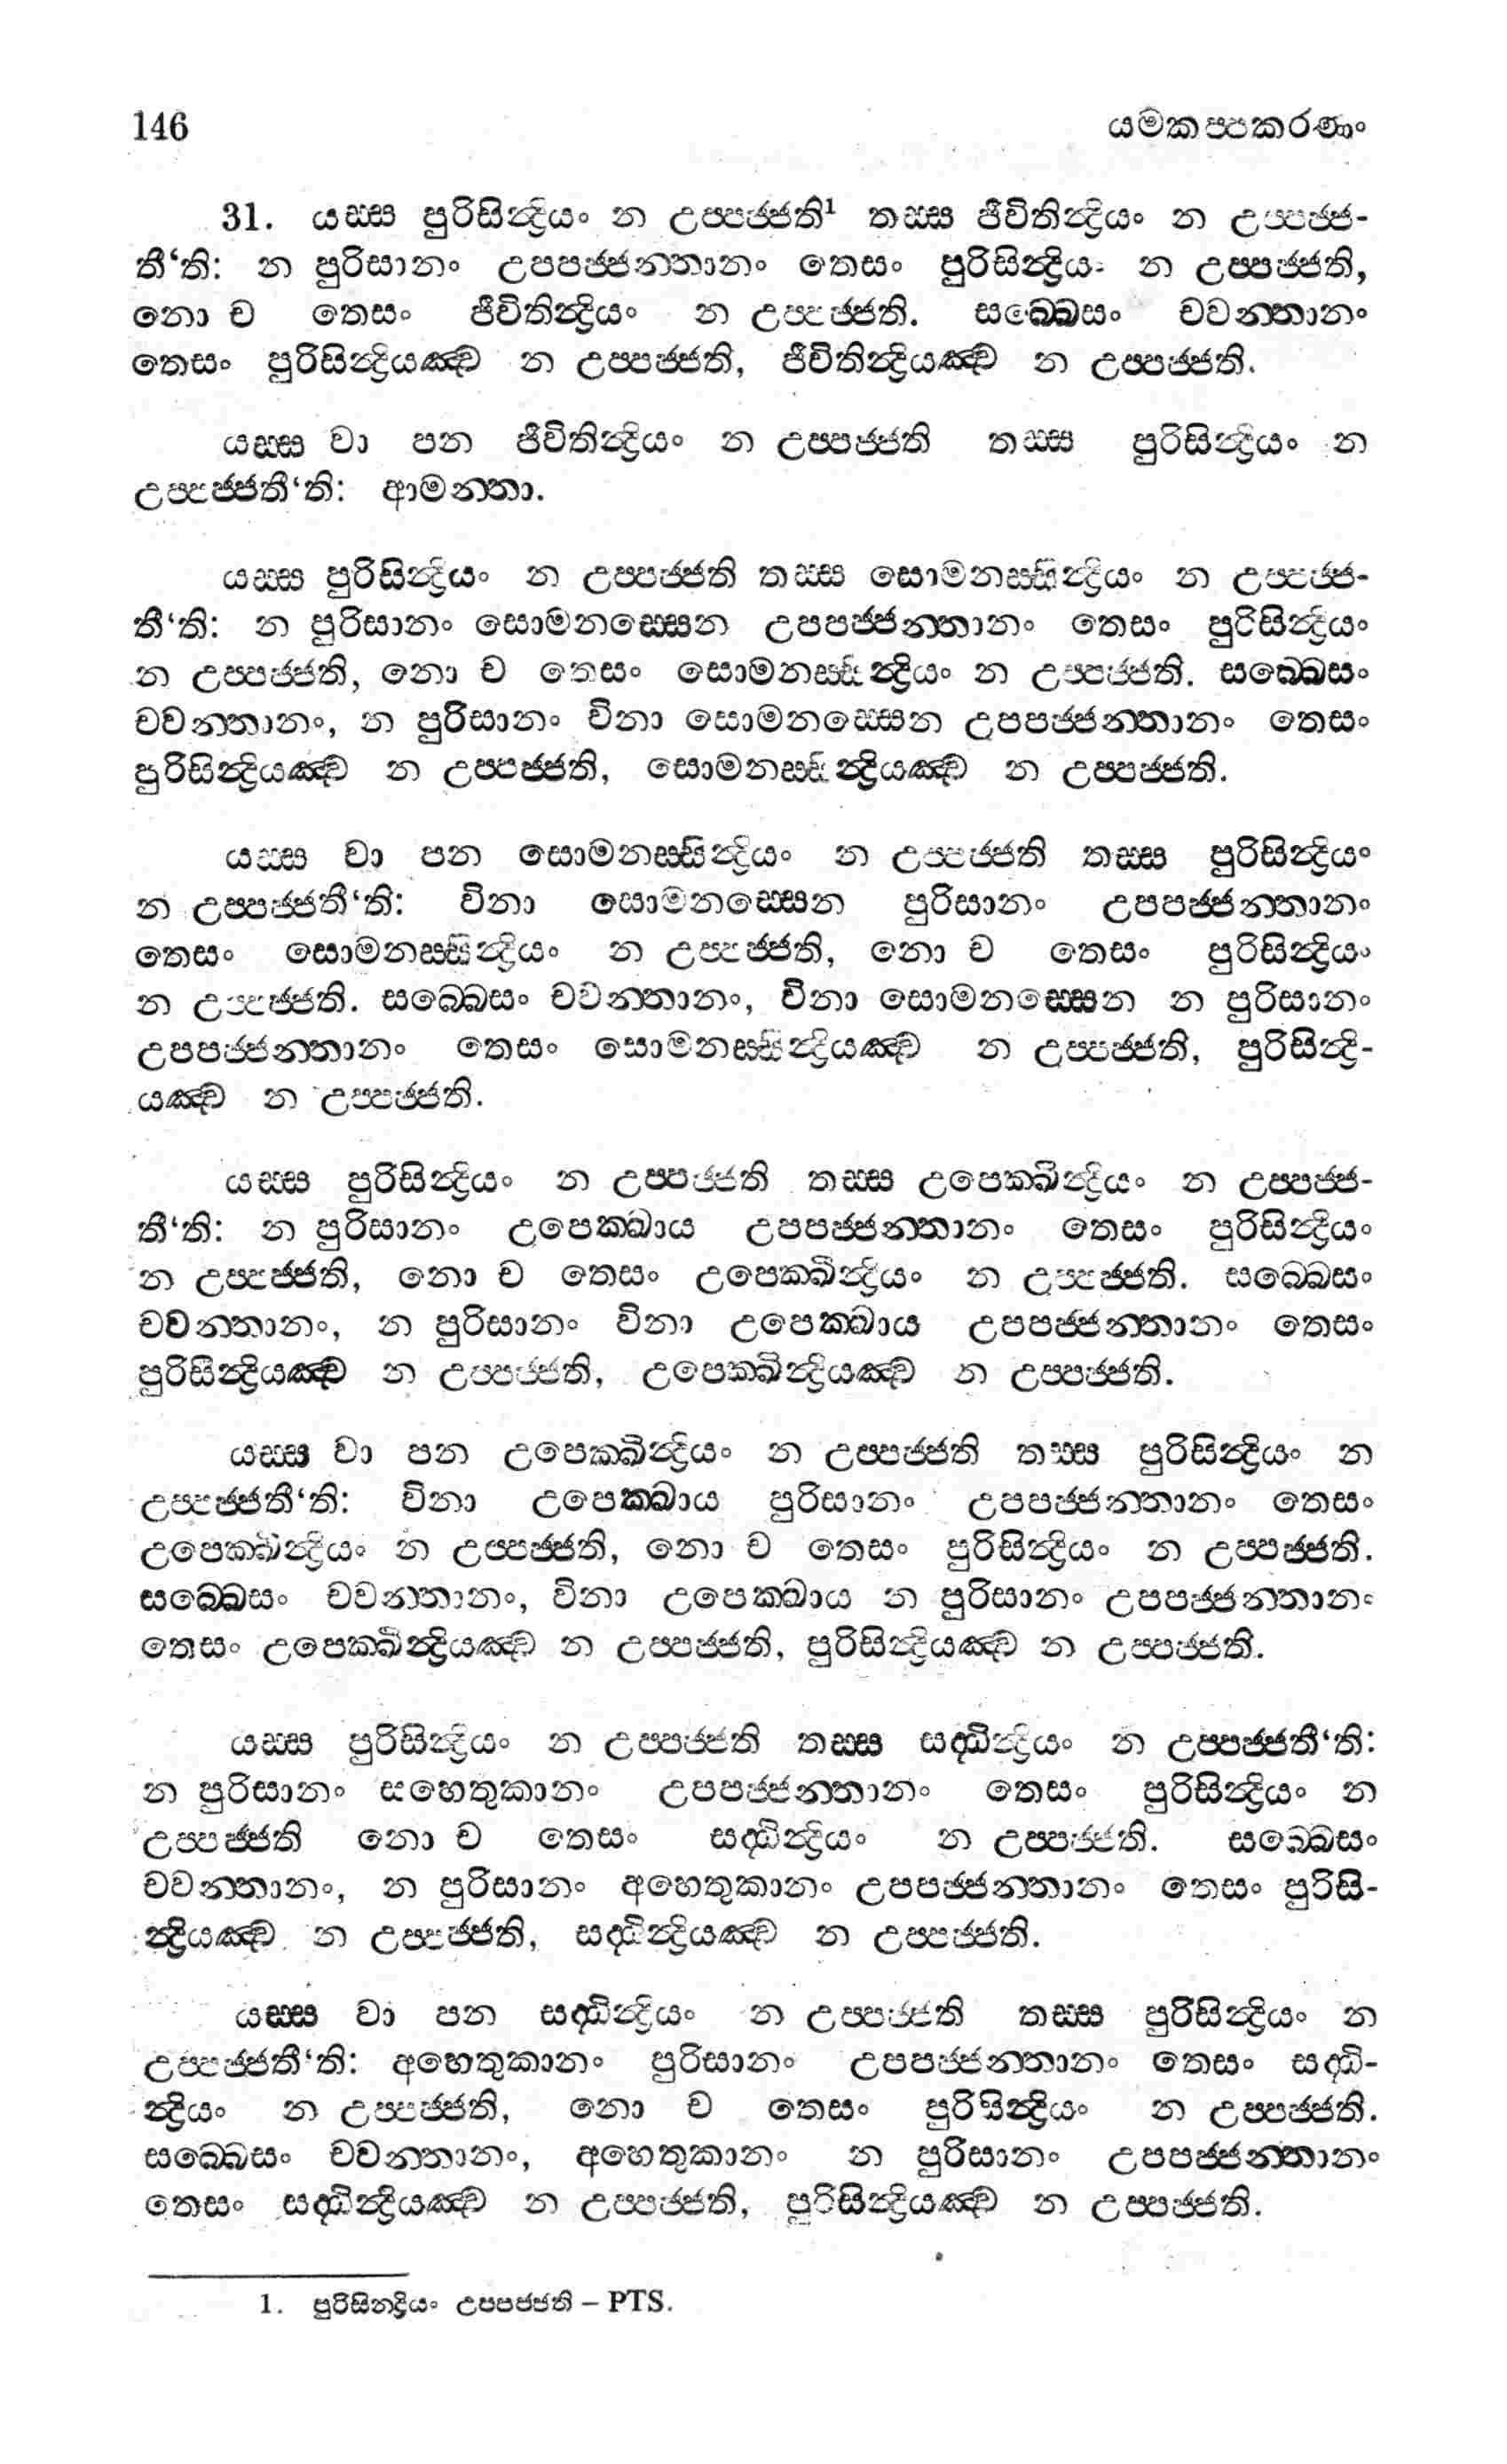 146 යමකප්පකරණං
31. යස්ස පුරිසින්ද්‍රියං න උප්පජ්ජති¹ තස්ස ජීවිතින්ද්‍රියං න උප්පජ්ජ-
තී‘ති: න පුරිසානං උපපජ්ජන්තානං තෙසං පුරිසින්ද්‍රියං න උප්පජ්ජති,
නො ච තෙසං ජීවිතින්ද්‍රියං න උප්පජ්ජති. සබ්බෙසං චවන්තානං
තෙසං පුරිසින්ද්‍රියඤ්ච න උප්පජ්ජති, ජීවිතින්ද්‍රියඤ්ච න උප්පජ්ජති.
යස්ස වා පන ජීවිතින්ද්‍රියං න උප්පජ්ජති තස්ස පුරිසින්ද්‍රියං න
උප්පජ්ජතී‘ති: ආමන්තා.
යස්ස පුරිසින්ද්‍රියං න උප්පජ්ජති තස්ස සොමනස්සින්ද්‍රියං න උප්පජ්ජ-
තී‘ති: න පුරිසානං සොමනස්සෙන උපපජ්ජන්තානං තෙසං පුරිසින්ද්‍රියං
න උප්පජ්ජති, නො ච තෙසං සොමනස්සින්ද්‍රියං න උප්පජ්ජති. සබ්බෙසං
චවන්තානං, න පුරිසානං විනා සොමනස්සෙන උපපජ්ජන්තානං තෙසං
පුරිසින්ද්‍රියඤ්ච න උප්පජ්ජති, සොමනස්සින්ද්‍රියඤ්ච න උප්පජ්ජති.
යස්ස වා පන සොමනස්සින්ද්‍රියං න උප්පජ්ජති තස්ස පුරිසින්ද්‍රියං
න උප්පජ්ජතී‘ති: විනා සොමනස්සෙන පුරිසානං උපපජ්ජන්තානං
තෙසං සොමනස්සින්ද්‍රියං න උප්පජ්ජති, නො ච තෙසං පුරිසින්ද්‍රියං
න උප්පජ්ජති. සබ්බෙසං චවන්තානං, විනා සොමනස්සෙන න පුරිසානං
උපපජ්ජන්තානං තෙසං සොමනස්සින්ද්‍රියඤ්ච න උප්පජ්ජති, පුරිසින්ද්‍රි-
යඤ්ච න උප්පජ්ජති.
යස්ස පුරිසින්ද්‍රියං න උප්පජ්ජති තස්ස උපෙක්ඛින්ද්‍රියං න උප්පජ්ජ-
තී‘ති: න පුරිසානං උපෙක්ඛාය උපපජ්ජන්තානං තෙසං පුරිසින්ද්‍රියං
න උප්පජ්ජති, නො ච තෙසං උපෙක්ඛින්ද්‍රියං න උප්පජ්ජති. සබ්බෙසං
චවන්තානං, න පුරිසානං විනා උපෙක්ඛාය උපපජ්ජන්තානං තෙසං
පුරිසින්ද්‍රියඤ්ච න උප්පජ්ජති, උපෙක්ඛින්ද්‍රියඤ්ච න උප්පජ්ජති.
යස්ස වා පන උපෙක්ඛින්ද්‍රියං න උප්පජ්ජති තස්ස පුරිසින්ද්‍රියං න
උප්පජ්ජතී‘ති: විනා උපෙක්ඛාය පුරිසානං උපපජ්ජන්තානං තෙසං
උපෙක්ඛින්ද්‍රියං න උප්පජ්ජති, නො ච තෙසං පුරිසින්ද්‍රියං න උප්පජ්ජති.
සබ්බෙසං චවන්තානං, විනා උපෙක්ඛාය න පුරිසානං උපපජ්ජන්තානං
තෙසං උපෙක්ඛින්ද්‍රියඤ්ච න උප්පජ්ජති, පුරිසින්ද්‍රියඤ්ච න උප්පජ්ජති.
යස්ස පුරිසින්ද්‍රියං න උප්පජ්ජති තස්ස සද්ධින්ද්‍රියං න උප්පජ්ජතී‘ති:
න පුරිසානං සහෙතුකානං උපපජ්ජන්තානං තෙසං පුරිසින්ද්‍රියං න
උප්පජ්ජති නො ච තෙසං සද්ධින්ද්‍රියං න උප්පජ්ජති. සබ්බෙසං
චවන්තානං, න පුරිසානං අහෙතුකානං උපපජ්ජන්තානං තෙසං පුරිසි-
න්ද්‍රියඤ්ච න උප්පජ්ජති, සද්ධින්ද්‍රියඤ්ච න උප්පජ්ජති.
යස්ස වා පන සද්ධින්ද්‍රියං න උප්පජ්ජති තස්ස පුරිසින්ද්‍රියං න
උප්පජ්ජතී‘ති: අහෙතුකානං පුරිසානං උපපජ්ජන්තානං තෙසං සද්ධි-
න්ද්‍රියං න උප්පජ්ජති, නො ච තෙසං පුරිසින්ද්‍රියං න උප්පජ්ජති.
සබ්බෙසං චවන්තානං, අහෙතුකානං න පුරිසානං උපපජ්ජන්තානං
තෙසං සද්ධින්ද්‍රියඤ්ච න උප්පජ්ජති, පුරිසින්ද්‍රියඤ්ච න උප්පජ්ජති.
1. පුරිසිනද්‍රියං උපපජජති – PTS.